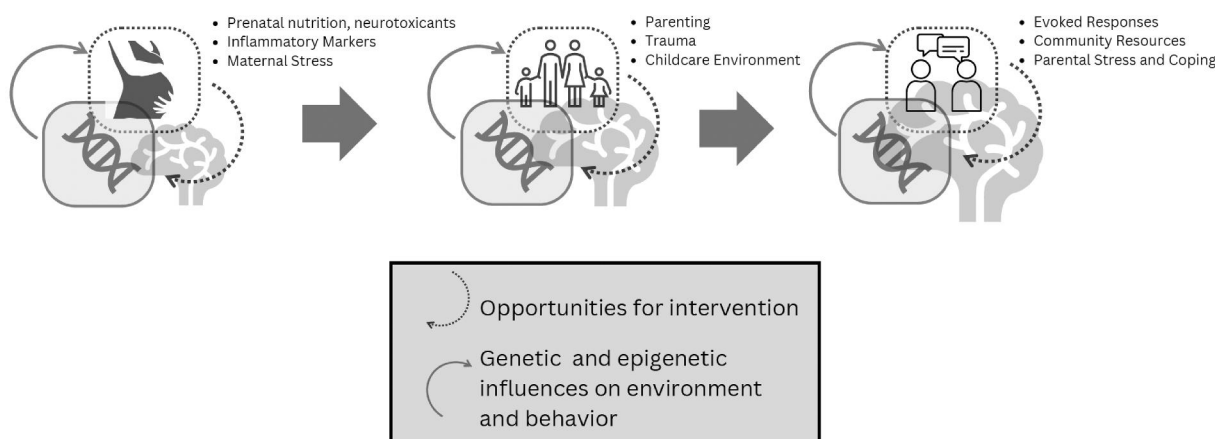 Prenatal nutrition, neurotoxicants
Inflammatory Markers
Maternal Stress
Parenting
Trauma
Childcare Environment
Evoked Responses
Community Resources
Parental Stress and Coping
Opportunities for intervention
Genetic and epigenetic
influences on environment
and behavior